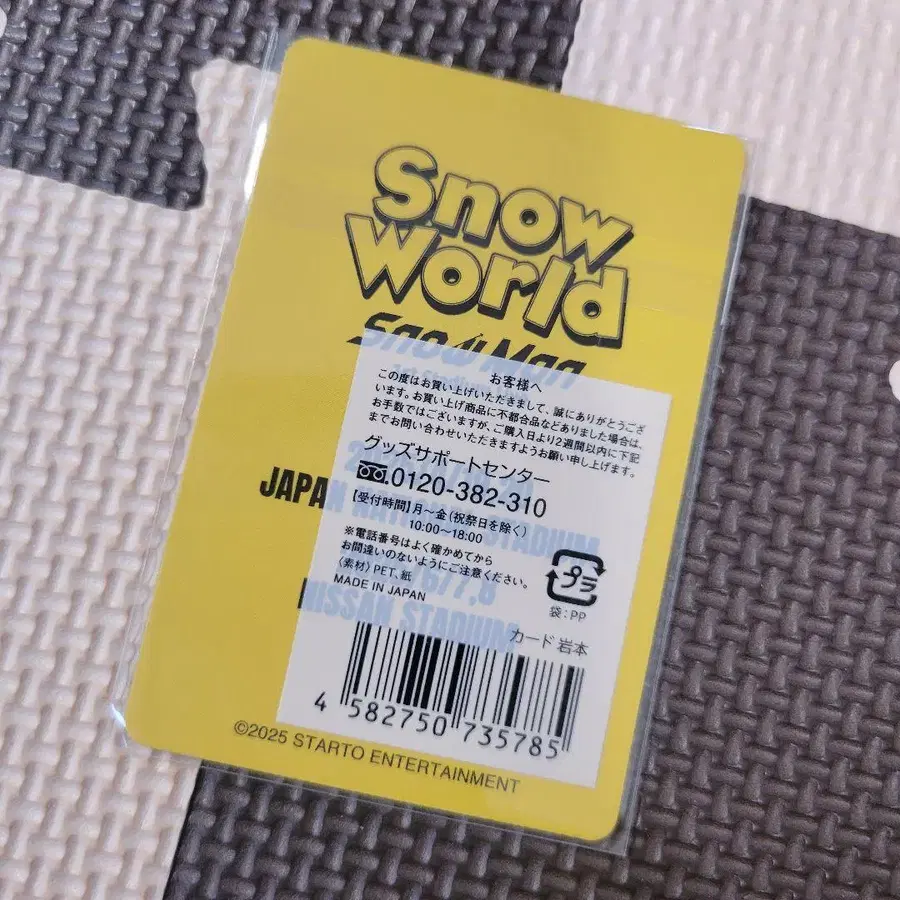 Snow
World
Snow Man
お客様へ
この度はお買い上げいただきまして、誠にありがとうござ
います。お買い上げ商品に不都合品などありました場合は、
お手数ではございますが、ご購入日より2週間以内に下記
までお問い合わせいただきますようお願い申し上げます。
グッズサポートセンター
0120-382-310
【受付時間】月〜金(祝祭日を除く)
10:00〜18:00
※電話番号はよく確かめてから
お間違いのないようにご注意ください。
〈素材〉PET、紙
MADE IN JAPAN
プラ
袋:PP
JAPAN NATIONAL STADIUM
NISSAN STADIUM
カード 岩本
4 582750 735785
©2025 STARTO ENTERTAINMENT